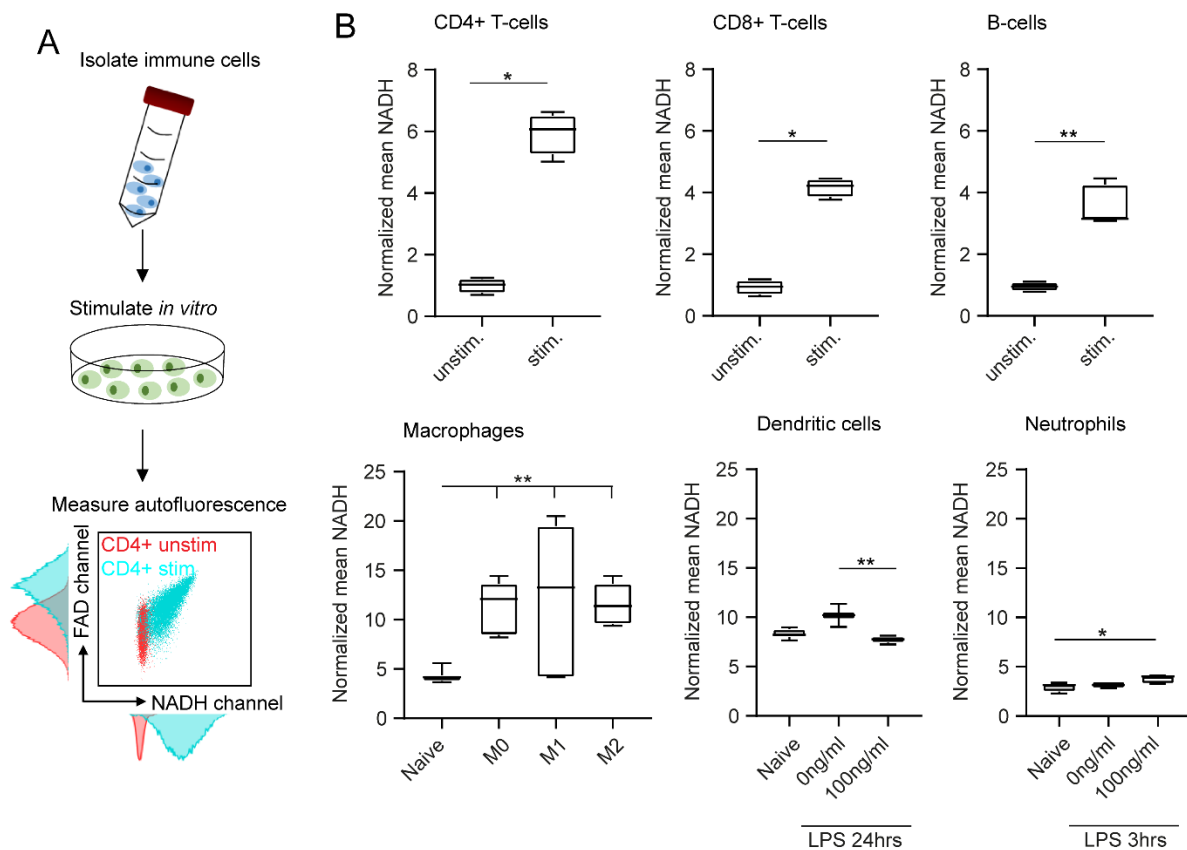 A
Isolate immune cells
Stimulate in vitro
Measure autofluorescence
CD4+ unstim
CD4+ stim
FAD channel
NADH channel
B
CD4+ T-cells
Normalized mean NADH
8
6
4
2
0
*
unstim.
stim.
CD8+ T-cells
Normalized mean NADH
8
6
4
2
0
*
unstim.
stim.
B-cells
Normalized mean NADH
8
6
4
2
0
**
unstim.
stim.
Macrophages
Normalized mean NADH
25
20
15
10
5
0
**
Naive
M0
M1
M2
Dendritic cells
Normalized mean NADH
25
20
15
10
5
0
**
Naive
0ng/ml
100ng/ml
LPS 24hrs
Neutrophils
Normalized mean NADH
25
20
15
10
5
0
*
Naive
0ng/ml
100ng/ml
LPS 3hrs